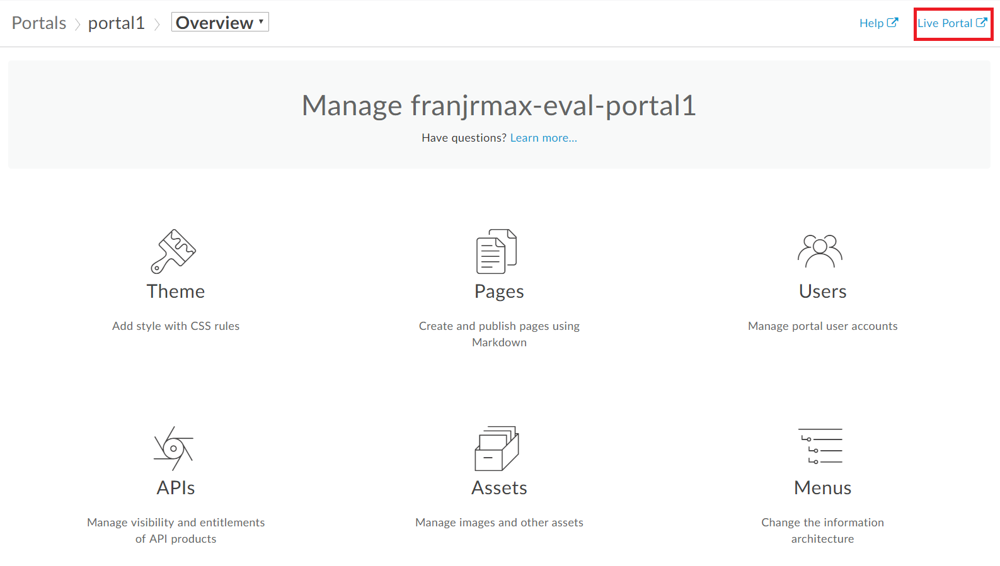 Portals portal1 Overview
Help Live Portal
Manage franjrmax-eval-portal1
Have questions? Learn more...
Theme
Add style with CSS rules
Pages
Create and publish pages using
Markdown
Users
Manage portal user accounts
APIs
Manage visibility and entitlements
of API products
Assets
Manage images and other assets
Menus
Change the information
architecture